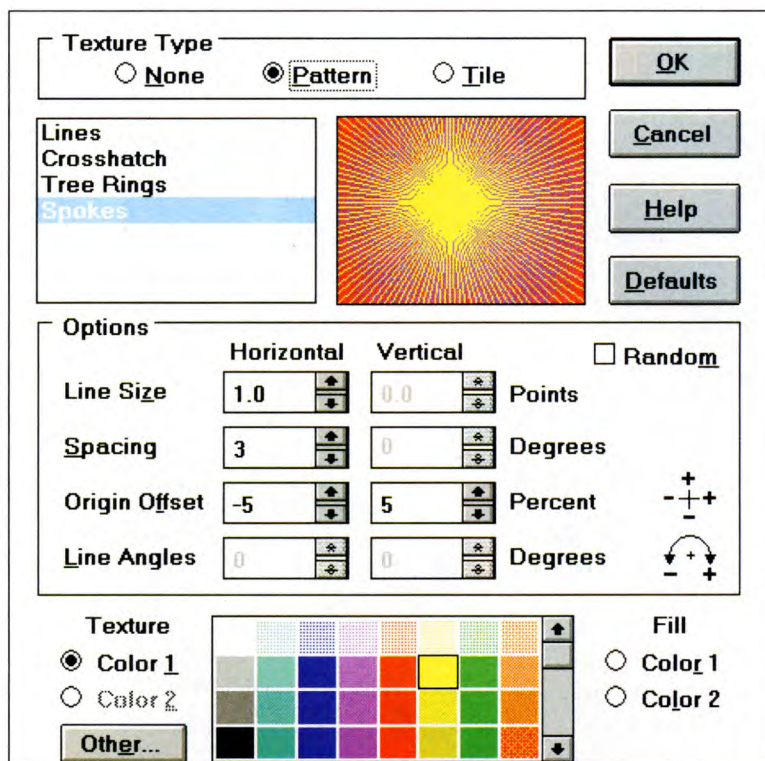 Texture Type
None Pattern Tile
OK
Cancel
Help
Defaults
Lines
Crosshatch
Tree Rings
Spokes
Options
Horizontal Vertical
Random
Line Size 1.0 0.0 Points
Spacing 3 0 Degrees
Origin Offset -5 5 Percent
Line Angles 0 0 Degrees
Texture
Color 1
Color 2
Other...
Fill
Color 1
Color 2